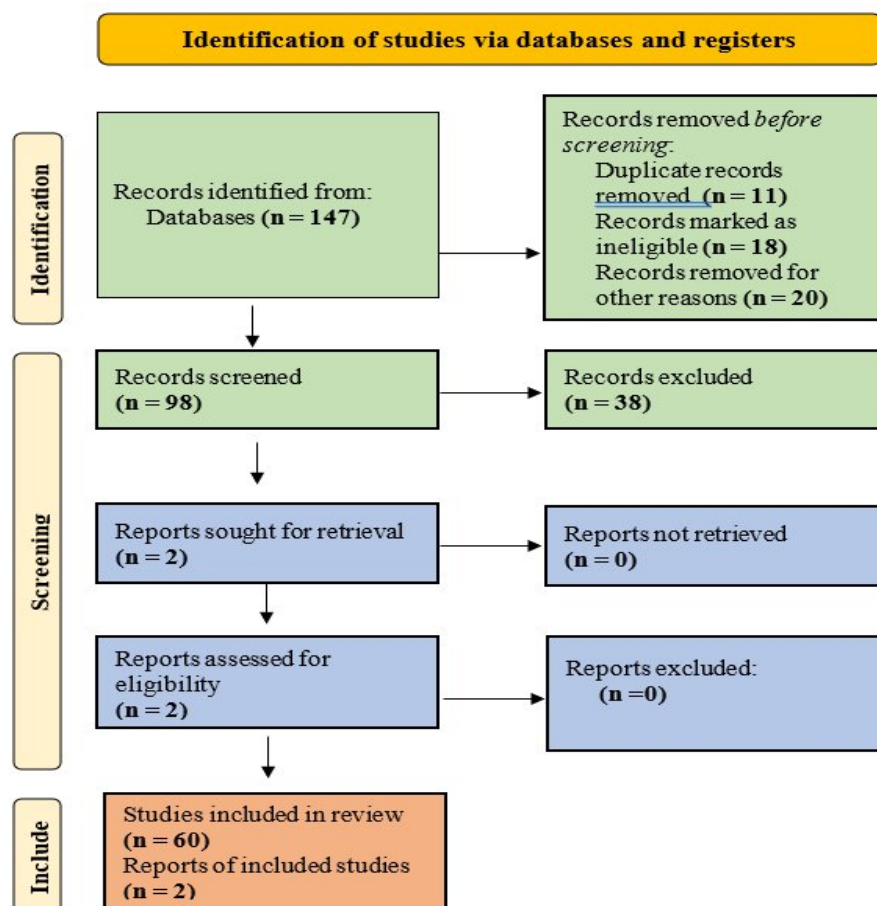 Identification of studies via databases and registers
Identification
Records identified from:
Databases (n = 147)
Records removed before
screening:
Duplicate records
removed (n = 11)
Records marked as
ineligible (n = 18)
Records removed for
other reasons (n = 20)
Screening
Records screened
(n = 98)
Records excluded
(n = 38)
Reports sought for retrieval
(n = 2)
Reports not retrieved
(n = 0)
Reports assessed for
eligibility
(n = 2)
Reports excluded:
(n =0)
Include
Studies included in review
(n = 60)
Reports of included studies
(n = 2)